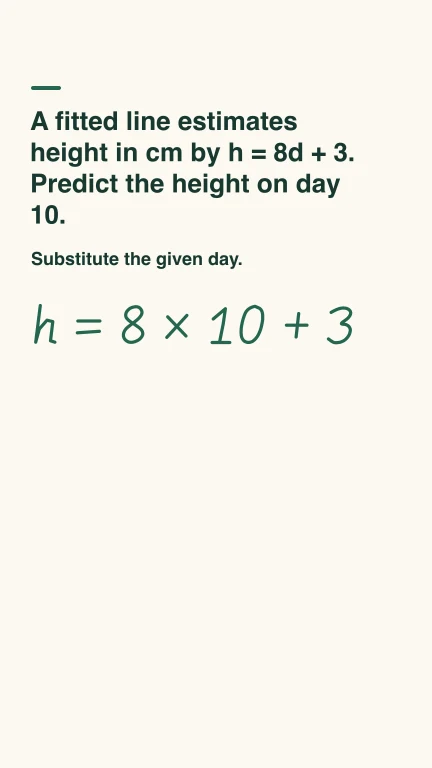 A fitted line estimates
height in cm by h = 8d + 3.
Predict the height on day
10.
Substitute the given day.
h = 8 × 10 + 3